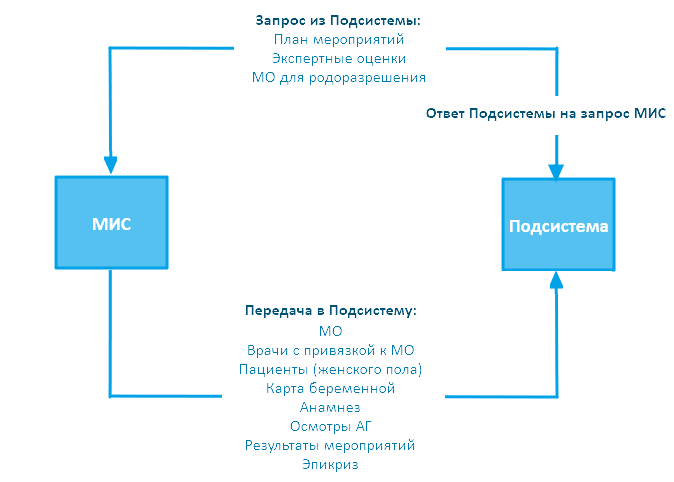 Запрос из Подсистемы:
План мероприятий
Экспертные оценки
МО для родоразрешения
Ответ Подсистемы на запрос МИС
МИС
Подсистема
Передача в Подсистему:
МО
Врачи с привязкой к МО
Пациенты (женского пола)
Карта беременной
Анамнез
Осмотры АГ
Результаты мероприятий
Эпикриз